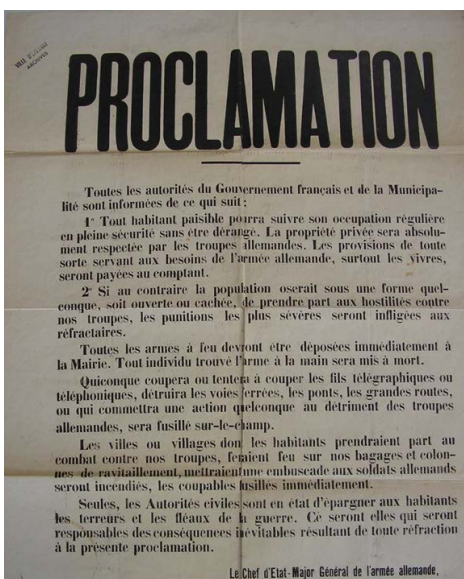 VILLE
ARCHIVES
PROCLAMATION
Toutes les autorités du Gouvernement français et de la Municipa-
lité sont informées de ce qui suit :
1° Tout habitant paisible pourra suivre son occupation régulière
en pleine sécurité sans être dérangé. La propriété privée sera absolu-
ment respectée par les troupes allemandes. Les provisions de toute
sorte servant aux besoins de l'armée allemande, surtout les vivres,
seront payées au comptant.
2° Si au contraire la population oserait sous une forme quel-
conque, soit ouverte ou cachée, de prendre part aux hostilités contre
nos troupes, les punitions les plus sévères seront infligées aux
réfractaires.
Toutes les armes à feu devront être déposées immédiatement à
la Mairie. Tout individu trouvé l'arme à la main sera mis à mort.
Quiconque coupera ou tentera à couper les fils télégraphiques ou
téléphoniques, détruira les voies ferrées, les ponts, les grandes routes,
ou qui commettra une action quelconque au détriment des troupes
allemandes, sera fusillé sur-le-champ.
Les villes ou villages dont les habitants prendraient part au
combat contre nos troupes, feraient feu sur nos bagages et colon-
nes de ravitaillement, mettraient une embuscade aux soldats allemands
seront incendiés, les coupables fusillés immédiatement.
Seules, les Autorités civiles sont en état d'épargner aux habitants
les terreurs et les fléaux de la guerre. Ce seront elles qui seront
responsables des conséquences inévitables résultant de toute réfraction
à la présente proclamation.
Le Chef d'Etat-Major Général de l'armée allemande,